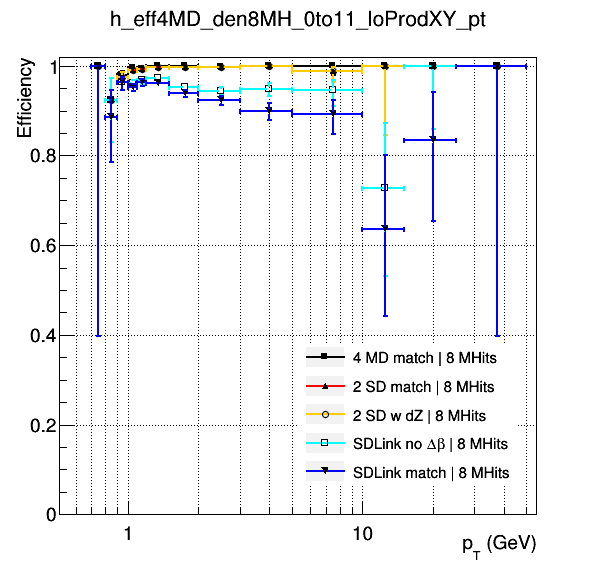 h_eff4MD_den8MH_0to11_loProdXY_pt
Efficiency
1
0.8
0.6
0.4
0.2
0
4 MD match | 8 MHits
2 SD match | 8 MHits
2 SD w dZ | 8 MHits
SDLink no Δβ | 8 MHits
SDLink match | 8 MHits
1 10
p_T (GeV)